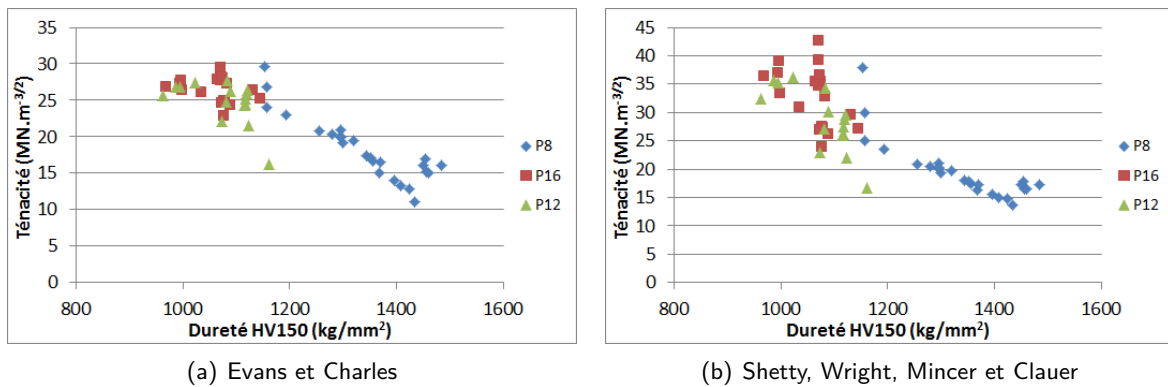 35
30
25
20
15
10
5
0
800 1000 1200 1400 1600
Ténacité (MN.m-3/2)
Dureté HV150 (kg/mm2)
P8
P16
P12
(a) Evans et Charles
45
40
35
30
25
20
15
10
5
0
800 1000 1200 1400 1600
Ténacité (MN.m-3/2)
Dureté HV150 (kg/mm2)
P8
P16
P12
(b) Shetty, Wright, Mincer et Clauer